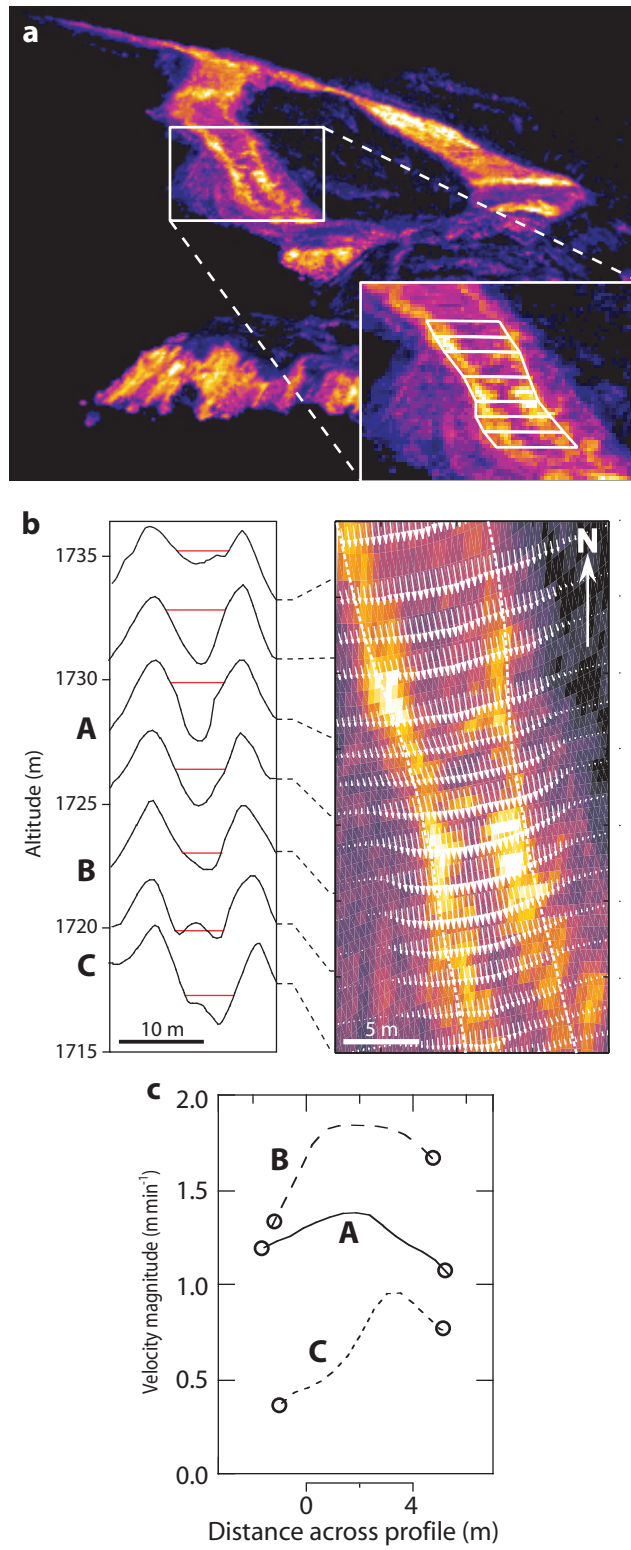 a
b
N
1735
1730
A
1725
Altitude (m)
B
1720
C
10 m
5 m
1715
c
2.0
B
1.5
A
1.0
C
0.5
0.0
Velocity magnitude (m min-1)
0 4
Distance across profile (m)